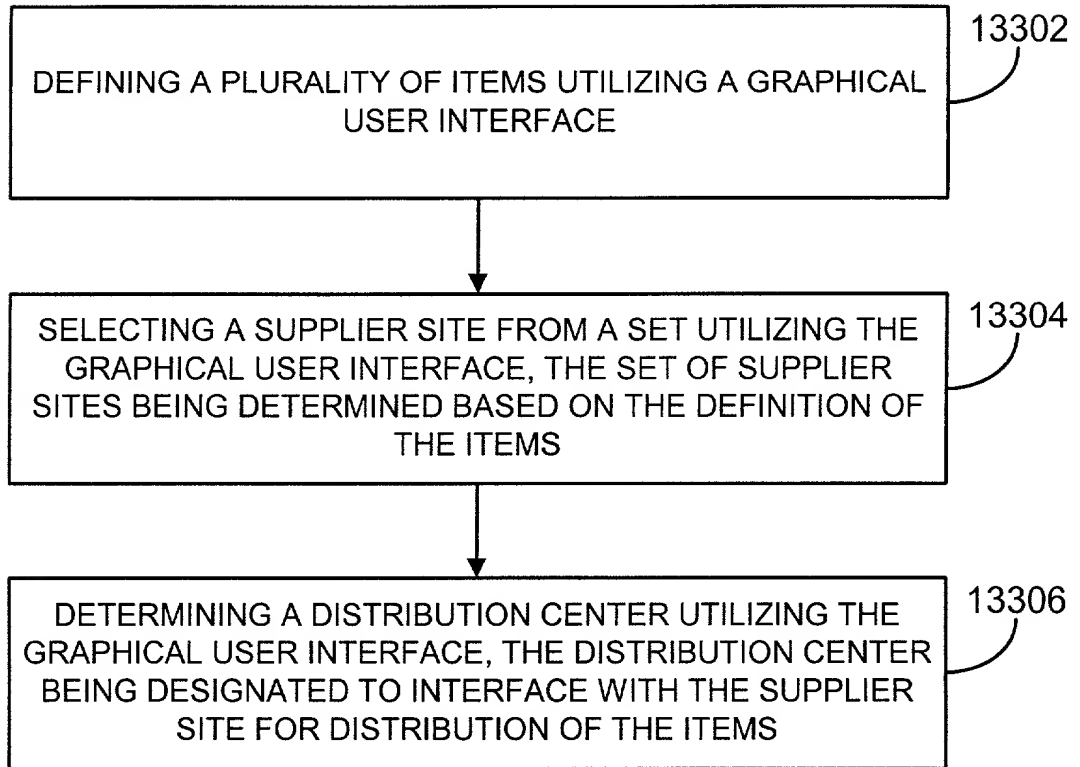 13302
DEFINING A PLURALITY OF ITEMS UTILIZING A GRAPHICAL
USER INTERFACE
13304
SELECTING A SUPPLIER SITE FROM A SET UTILIZING THE
GRAPHICAL USER INTERFACE, THE SET OF SUPPLIER
SITES BEING DETERMINED BASED ON THE DEFINITION OF
THE ITEMS
13306
DETERMINING A DISTRIBUTION CENTER UTILIZING THE
GRAPHICAL USER INTERFACE, THE DISTRIBUTION CENTER
BEING DESIGNATED TO INTERFACE WITH THE SUPPLIER
SITE FOR DISTRIBUTION OF THE ITEMS